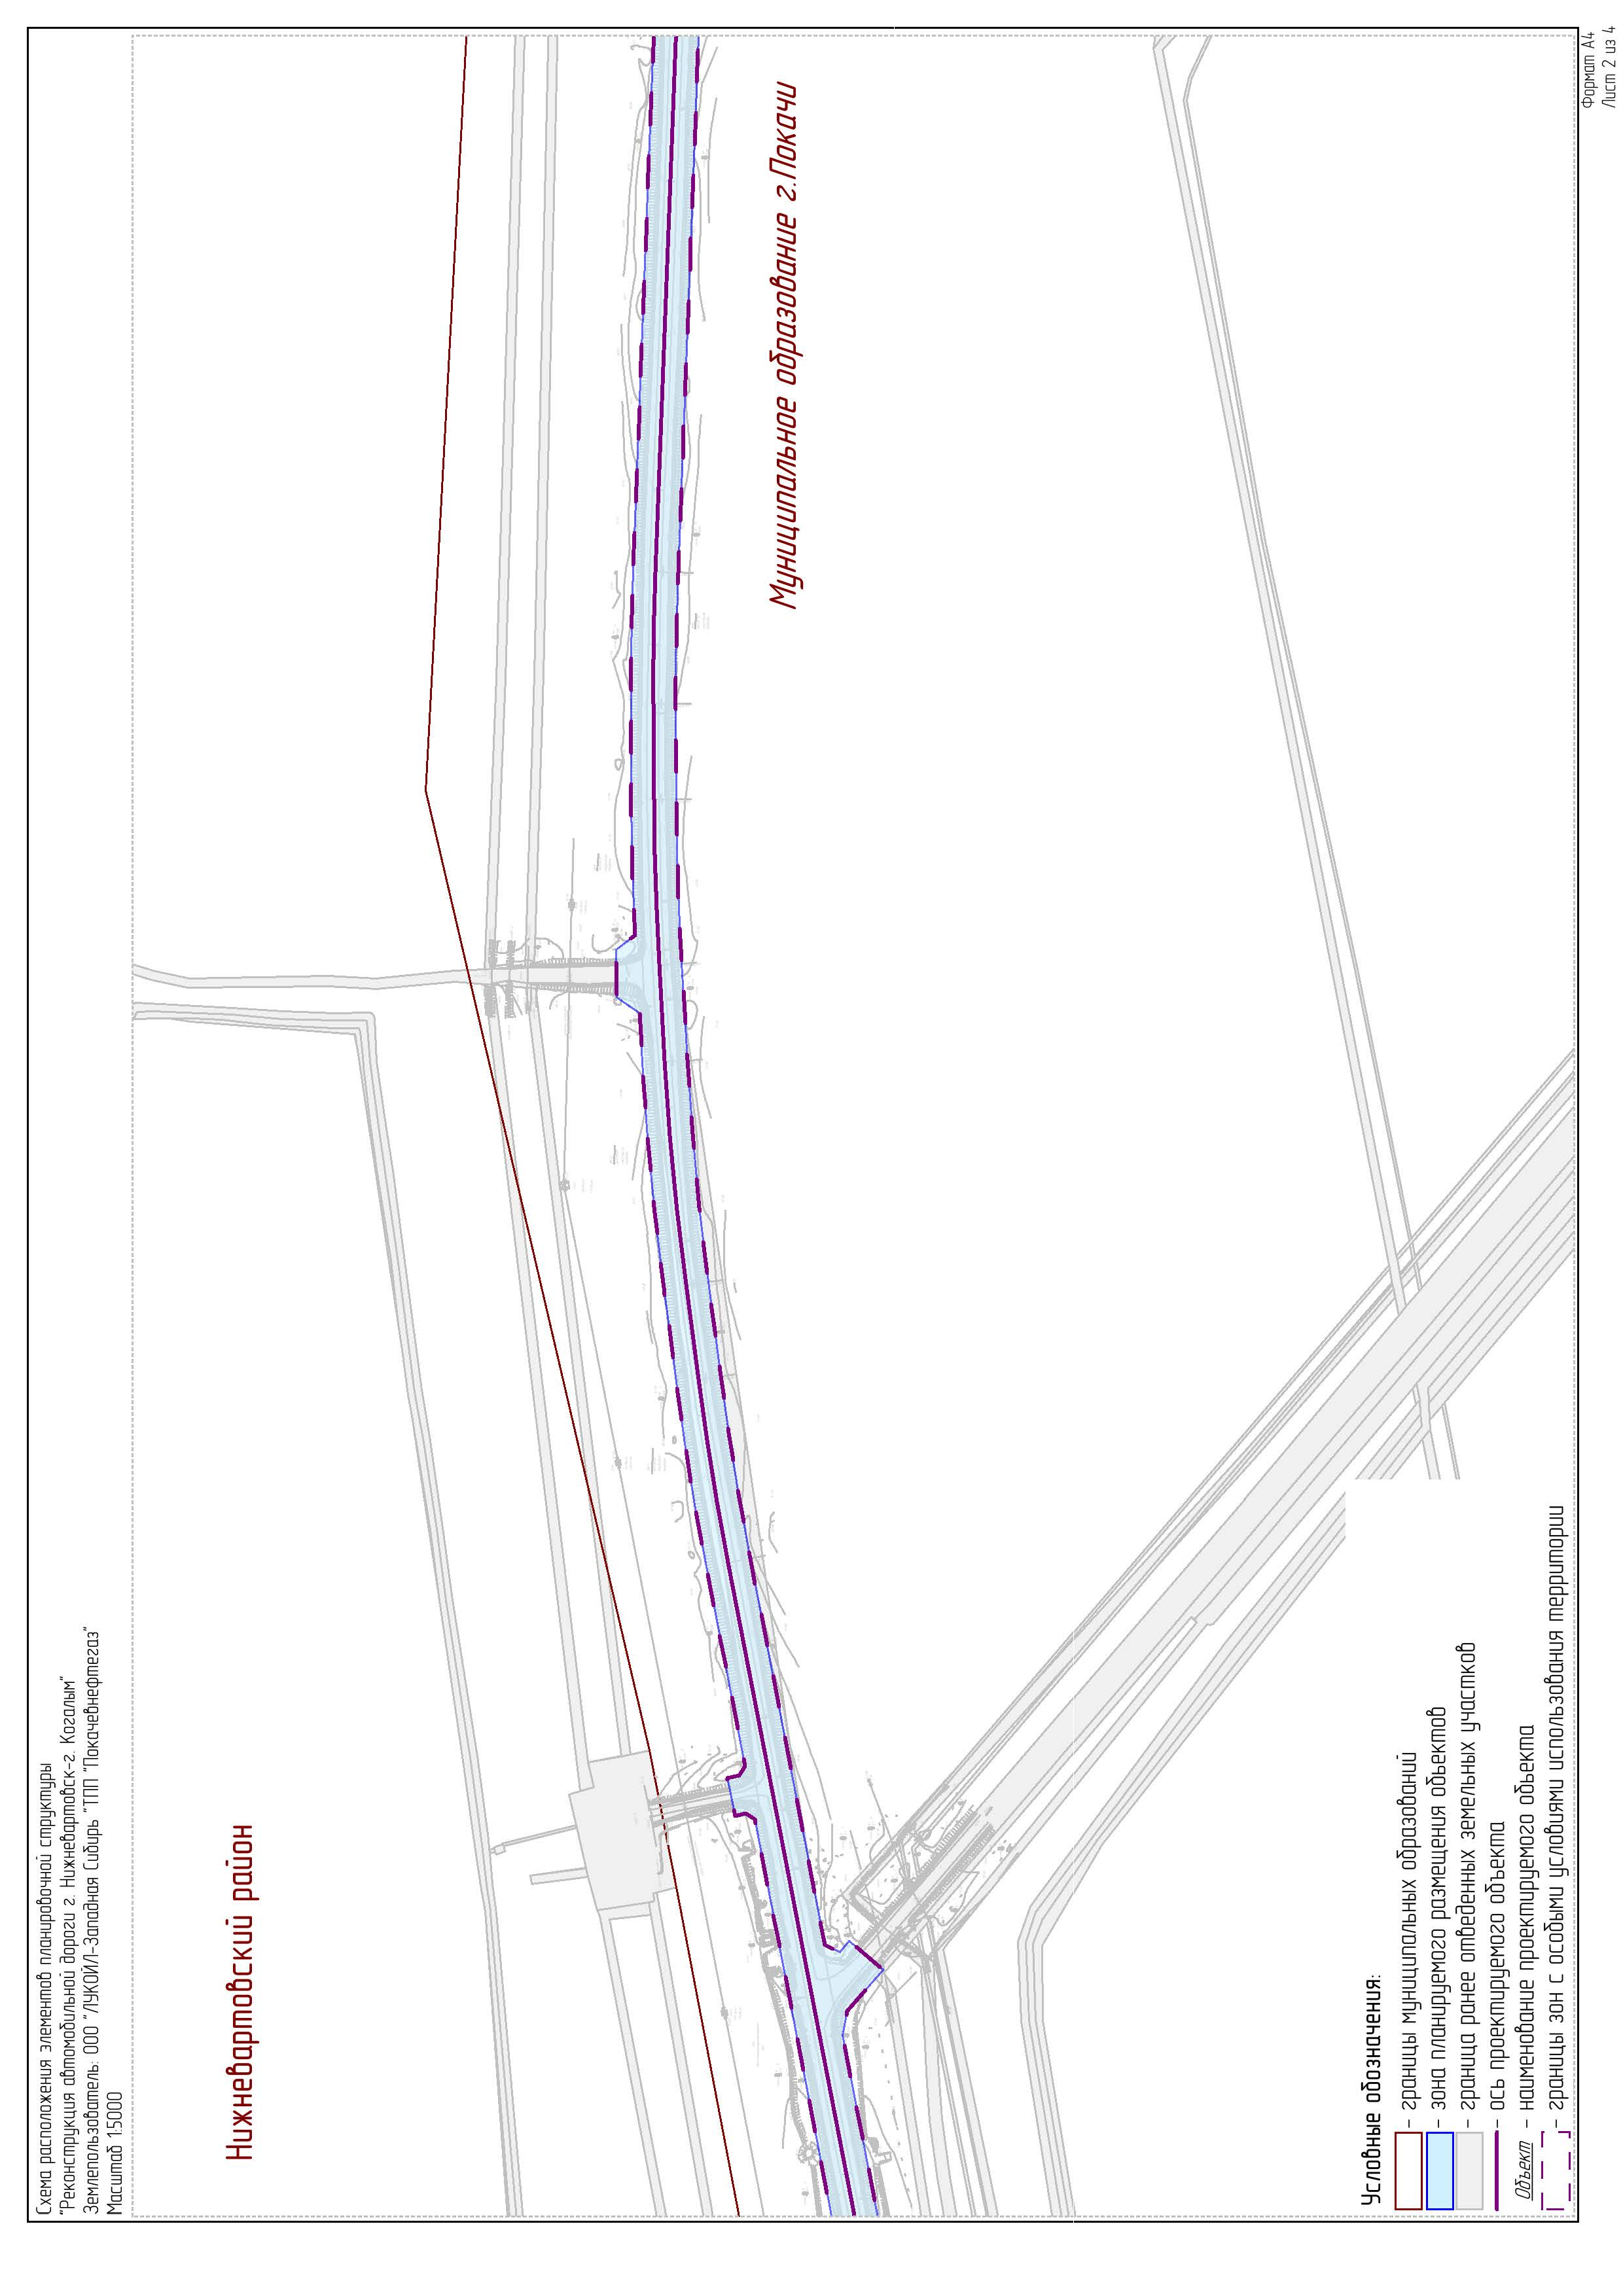 Схема расположения элементов планировочной структуры
"Реконструкция автомобильной дороги г. Нижневартовск-г. Когалым"
Землепользователь: ООО "ЛУКОЙЛ-Западная Сибирь "ТПП "Покачевнефтегаз"
Масштаб 1:5000
Нижневартовский район
Муниципальное образование г.Покачи
Условные обозначения:
- границы муниципальных образований
- зона планируемого размещения объектов
- граница ранее отведенных земельных участков
- ось проектируемого объекта
Объект - наименование проектируемого объекта
- границы зон с особыми условиями использования территории
Формат А4
Лист 2 из 4